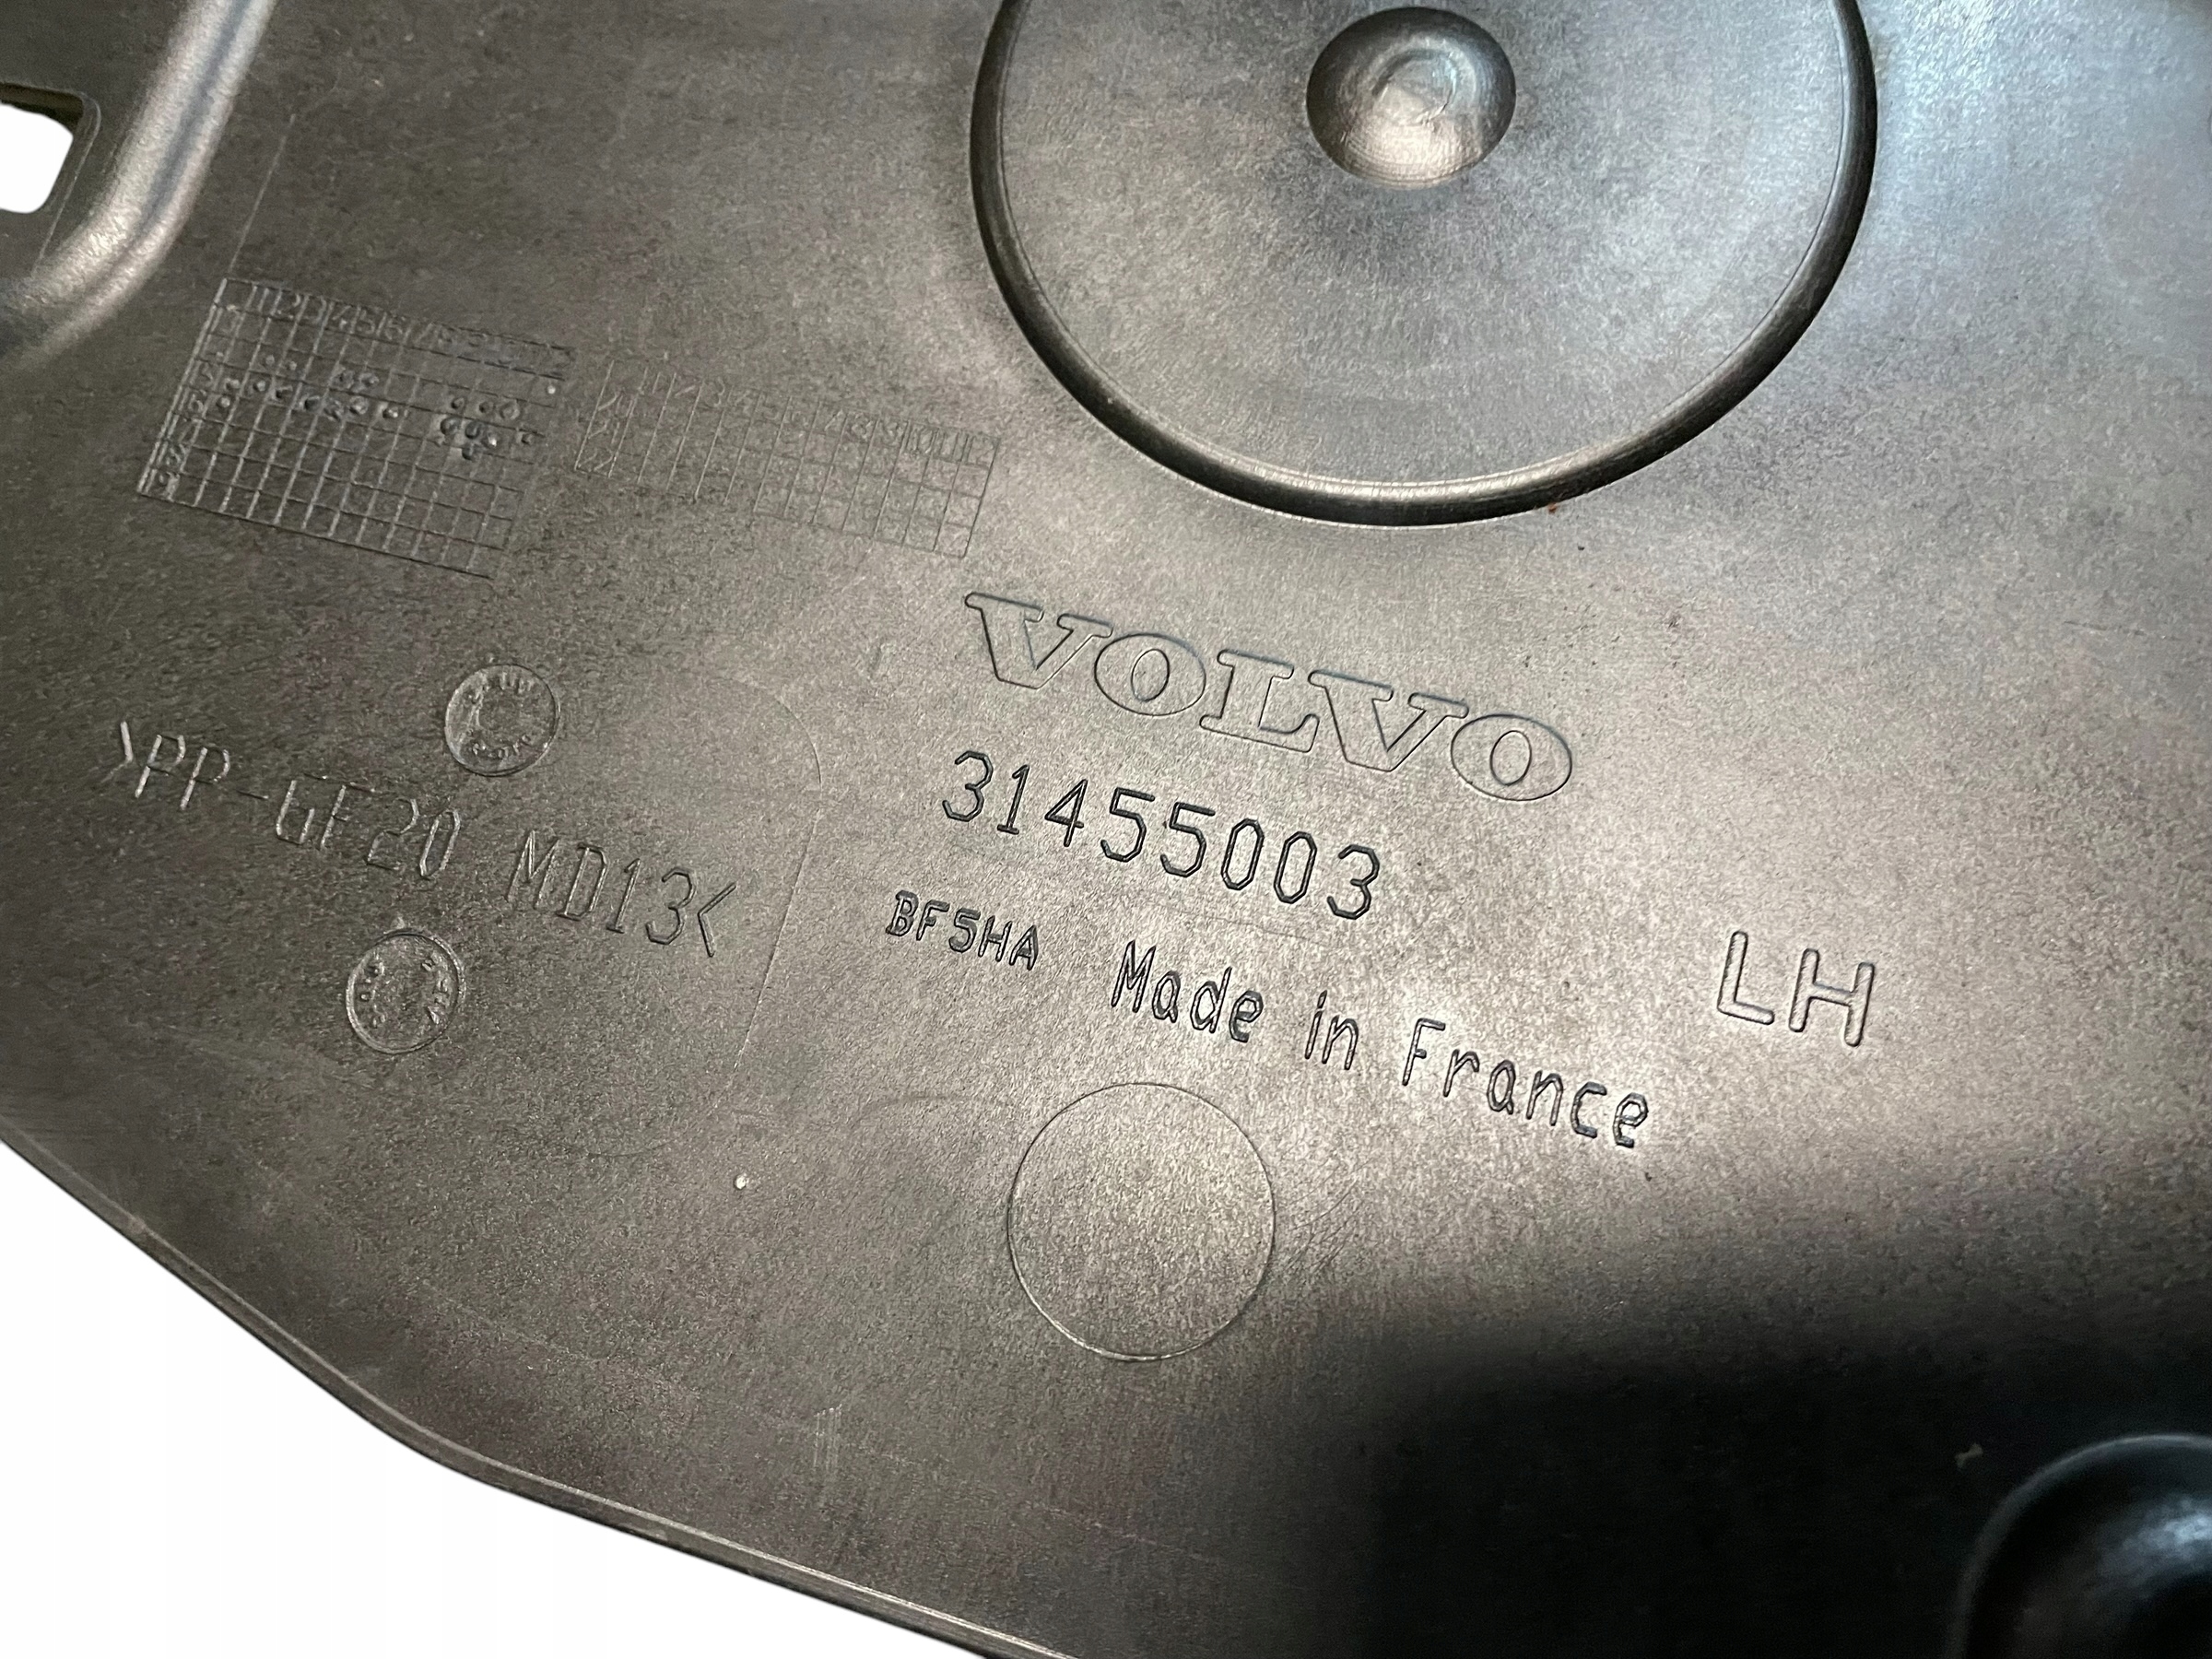 VOLVO
31455003
BF5HA Made in France
LH
>PP-GF20 MD13<